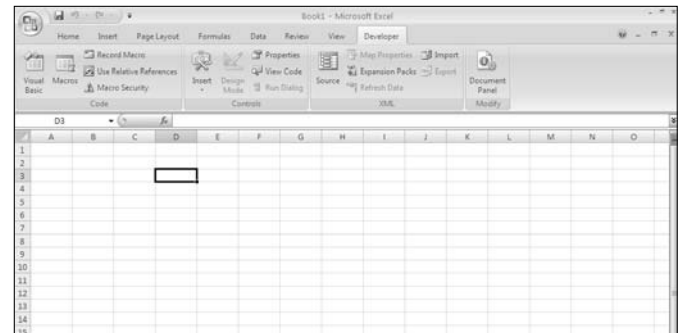 Book1 - Microsoft Excel
Home Insert Page Layout Formulas Data Review View Developer
Visual Basic
Macros
Record Macro
Use Relative References
Macro Security
Code
Insert
Design Mode
Properties
View Code
Run Dialog
Controls
Source
Map Properties
Expansion Packs
Refresh Data
Import
Export
XML
Document Panel
Modify
D3 fx
A B C D E F G H I J K L M N O
1
2
3
4
5
6
7
8
9
10
11
12
13
14
15